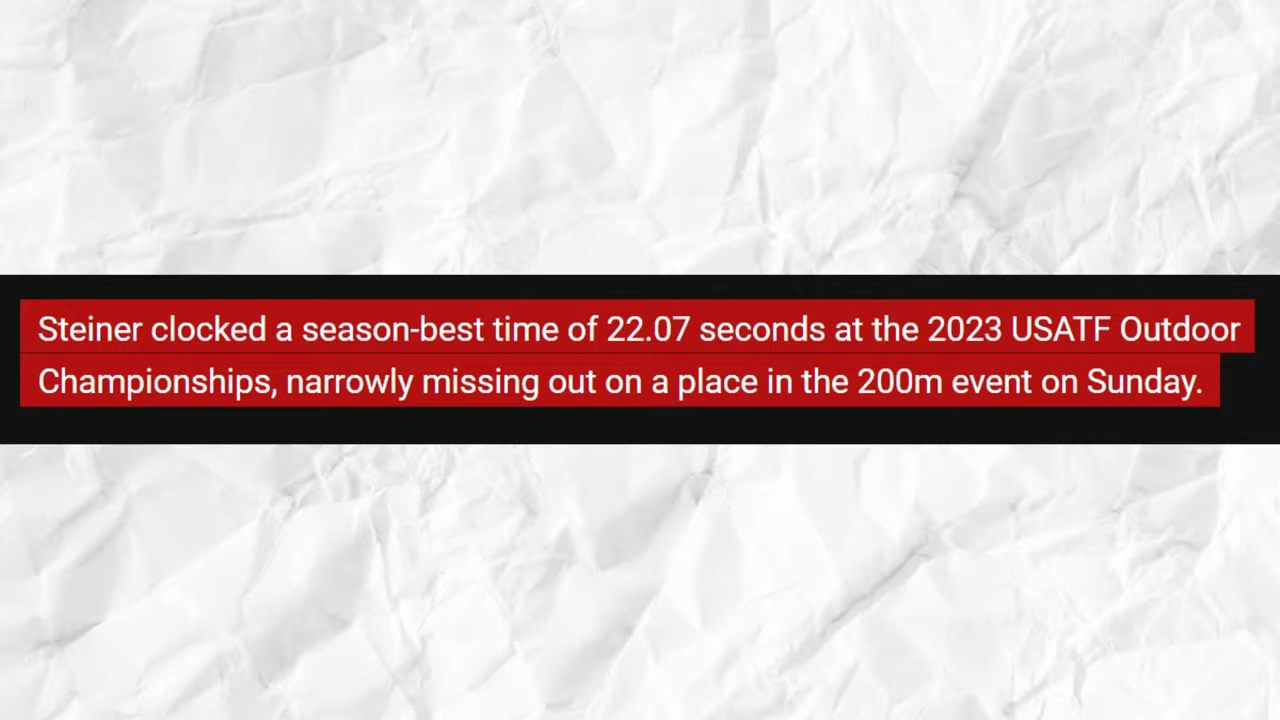 Steiner clocked a season-best time of 22.07 seconds at the 2023 USATF Outdoor
Championships, narrowly missing out on a place in the 200m event on Sunday.